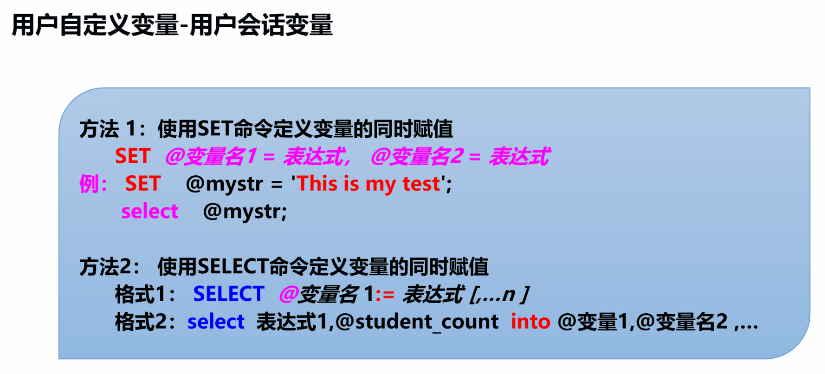 用户自定义变量-用户会话变量
方法 1：使用SET命令定义变量的同时赋值
SET @变量名1 = 表达式， @变量名2 = 表达式
例： SET @mystr = 'This is my test';
select @mystr;
方法2： 使用SELECT命令定义变量的同时赋值
格式1： SELECT @变量名 1:= 表达式 [,…n ]
格式2：select 表达式1,@student_count into @变量1,@变量名2 ,…